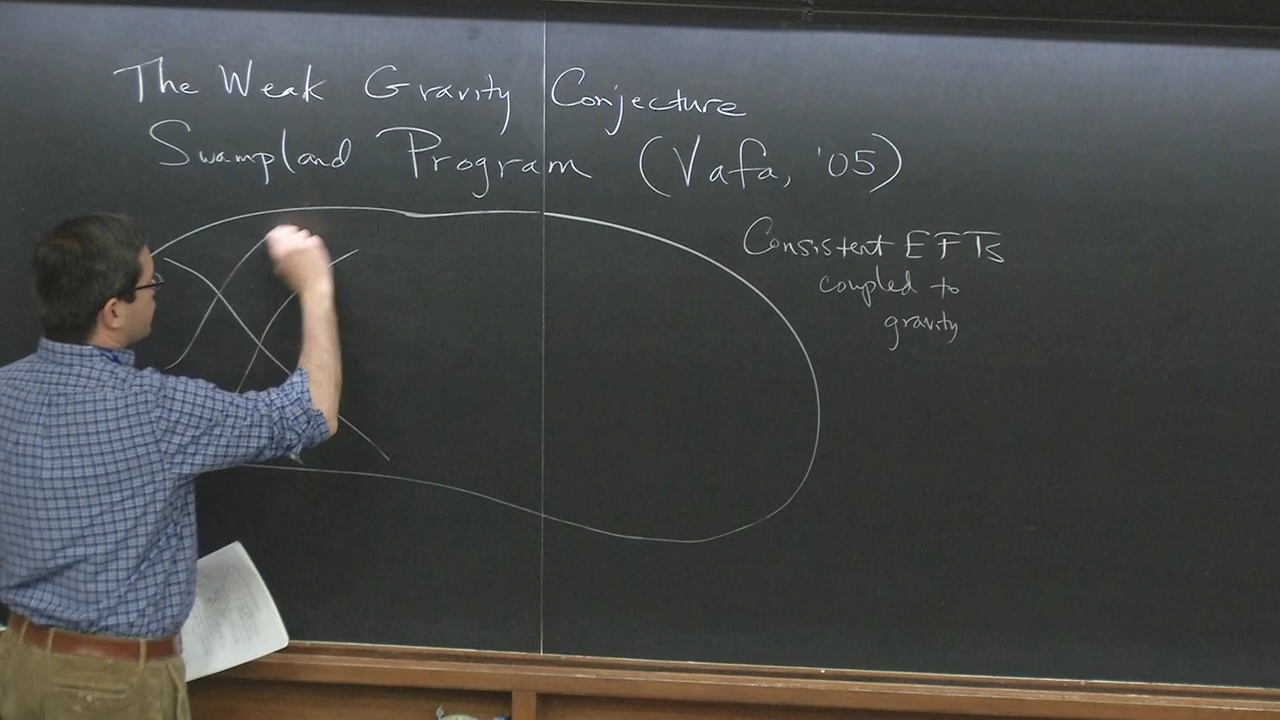 The Weak Gravity Conjecture
Swampland Program (Vafa, '05)
Consistent EFTs
coupled to
gravity